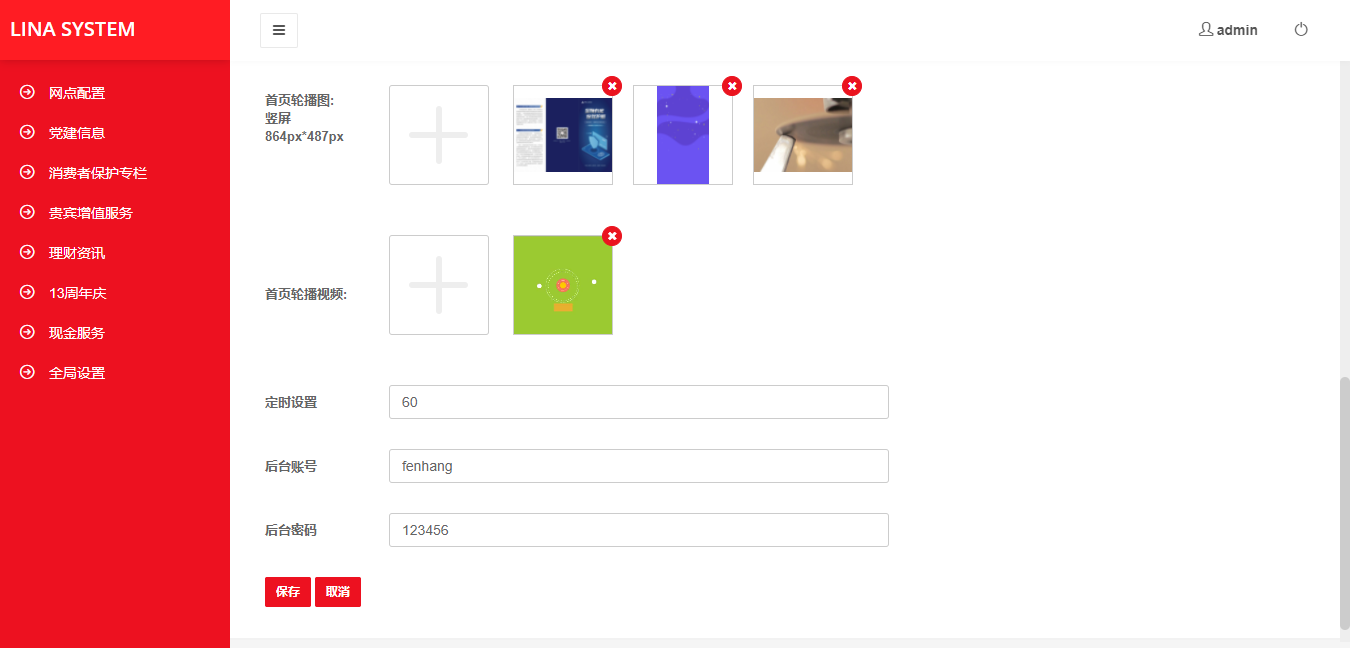 LINA SYSTEM
admin
网点配置
党建信息
消费者保护专栏
贵宾增值服务
理财资讯
13周年庆
现金服务
全局设置
首页轮播图:
竖屏
864px*487px
首页轮播视频:
定时设置
60
后台账号
fenhang
后台密码
123456
保存
取消